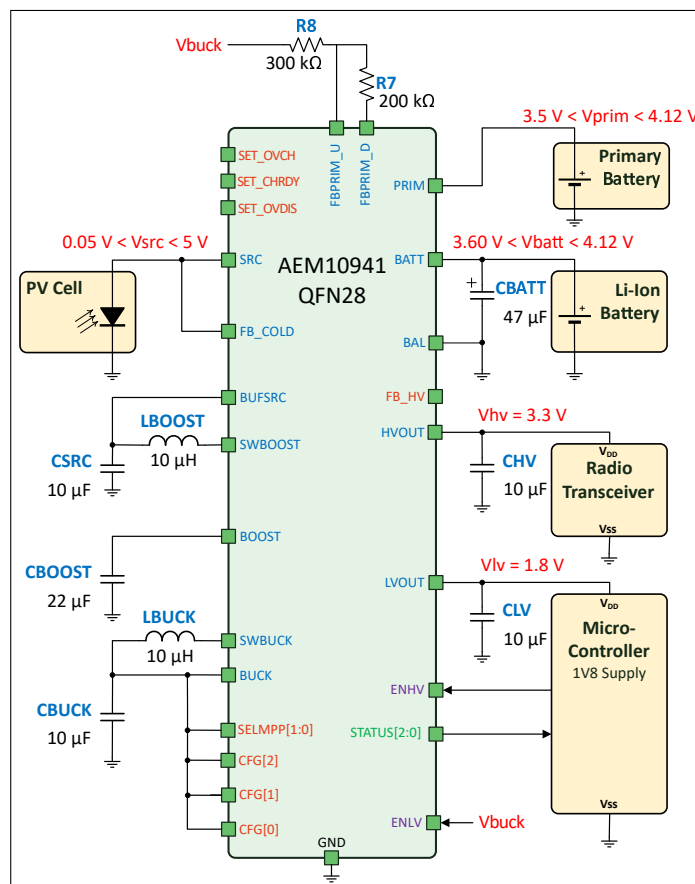 R8
Vbuck
300 kΩ
R7
200 kΩ
3.5 V < Vprim < 4.12 V
FBPRIM_U
FBPRIM_D
SET_OVCH
SET_CHRDY
SET_OVDIS
PRIM
Primary
Battery
+
0.05 V < Vsrc < 5 V
3.60 V < Vbatt < 4.12 V
SRC
AEM10941
QFN28
BATT
PV Cell
FB_COLD
+
CBATT
47 µF
Li-Ion
Battery
+
BAL
BUFSRC
FB_HV
LBOOST
10 µH
SWBOOST
CSRC
10 µF
HVOUT
Vhv = 3.3 V
CHV
10 µF
VDD
Radio
Transceiver
Vss
BOOST
CBOOST
22 µF
LVOUT
Vlv = 1.8 V
CLV
10 µF
VDD
Micro-
Controller
1V8 Supply
Vss
LBUCK
10 µH
SWBUCK
BUCK
CBUCK
10 µF
ENHV
SELMPP[1:0]
STATUS[2:0]
CFG[2]
CFG[1]
CFG[0]
ENLV
Vbuck
GND